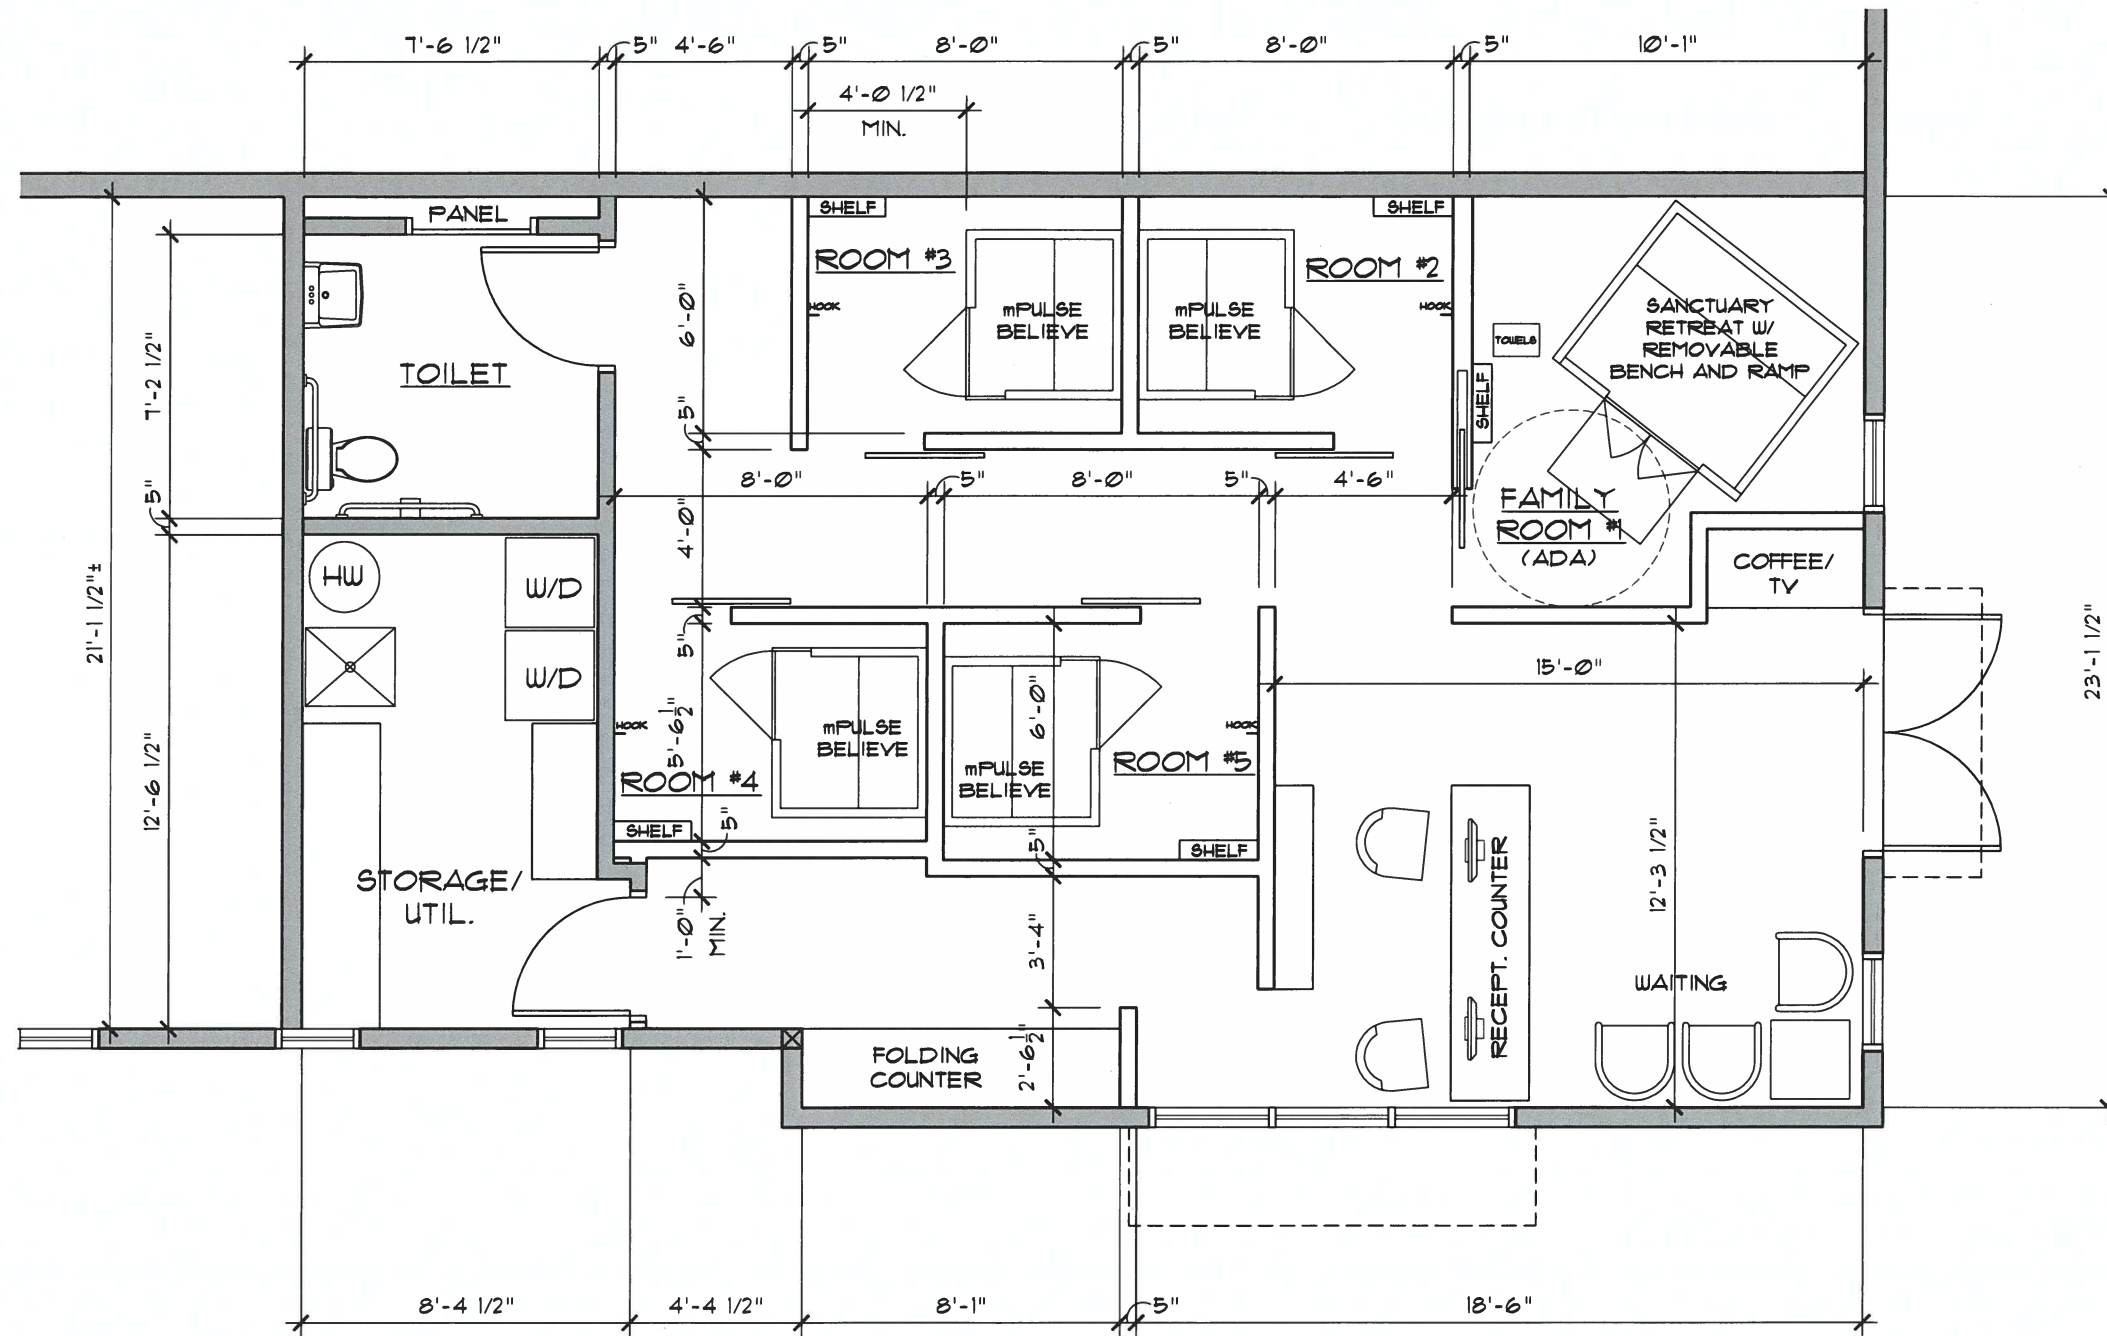 7'-6 1/2"
5"
4'-6"
5"
8'-0"
5"
8'-0"
5"
10'-1"
4'-0 1/2"
MIN.
PANEL
SHELF
SHELF
ROOM #3
ROOM #2
HOOK
HOOK
mPULSE
BELIEVE
mPULSE
BELIEVE
SANCTUARY
RETREAT W/
REMOVABLE
BENCH AND RAMP
TOWELS
SHELF
TOILET
6'-0"
7'-2 1/2"
5"
5"
8'-0"
5"
8'-0"
5"
4'-6"
FAMILY
ROOM #1
(ADA)
4'-0"
COFFEE/
TV
HW
W/D
W/D
21'-1 1/2"±
23'-1 1/2"
5"
15'-0"
5'-6 1/2"
6'-0"
HOOK
HOOK
mPULSE
BELIEVE
mPULSE
BELIEVE
ROOM #4
ROOM #5
12'-6 1/2"
SHELF
5"
5"
SHELF
STORAGE/
UTIL.
1'-0"
MIN.
3'-4"
RECEPT. COUNTER
12'-3 1/2"
WAITING
FOLDING
COUNTER
2'-6 1/2"
8'-4 1/2"
4'-4 1/2"
8'-1"
5"
18'-6"